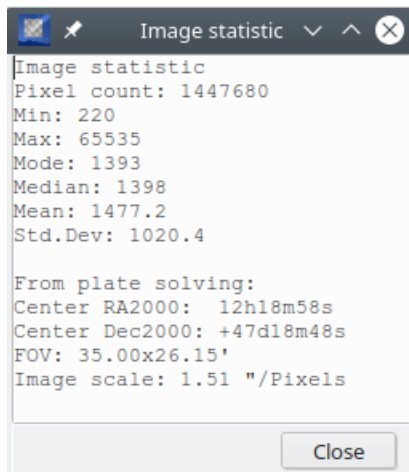 Image statistic
Image statistic
Pixel count: 1447680
Min: 220
Max: 65535
Mode: 1393
Median: 1398
Mean: 1477.2
Std.Dev: 1020.4
From plate solving:
Center RA2000:  12h18m58s
Center Dec2000: +47d18m48s
FOV: 35.00x26.15'
Image scale: 1.51 "/Pixels
Close